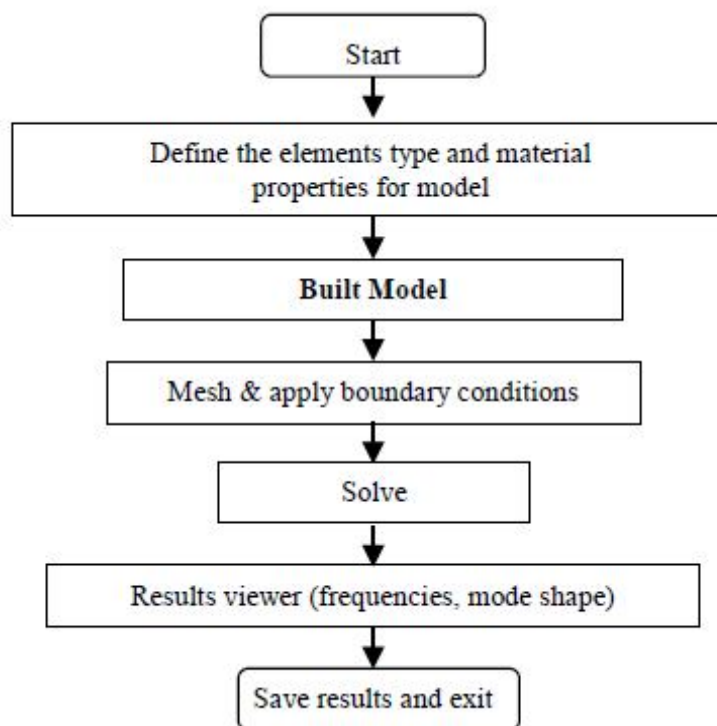 Start
Define the elements type and material
properties for model
Built Model
Mesh & apply boundary conditions
Solve
Results viewer (frequencies, mode shape)
Save results and exit